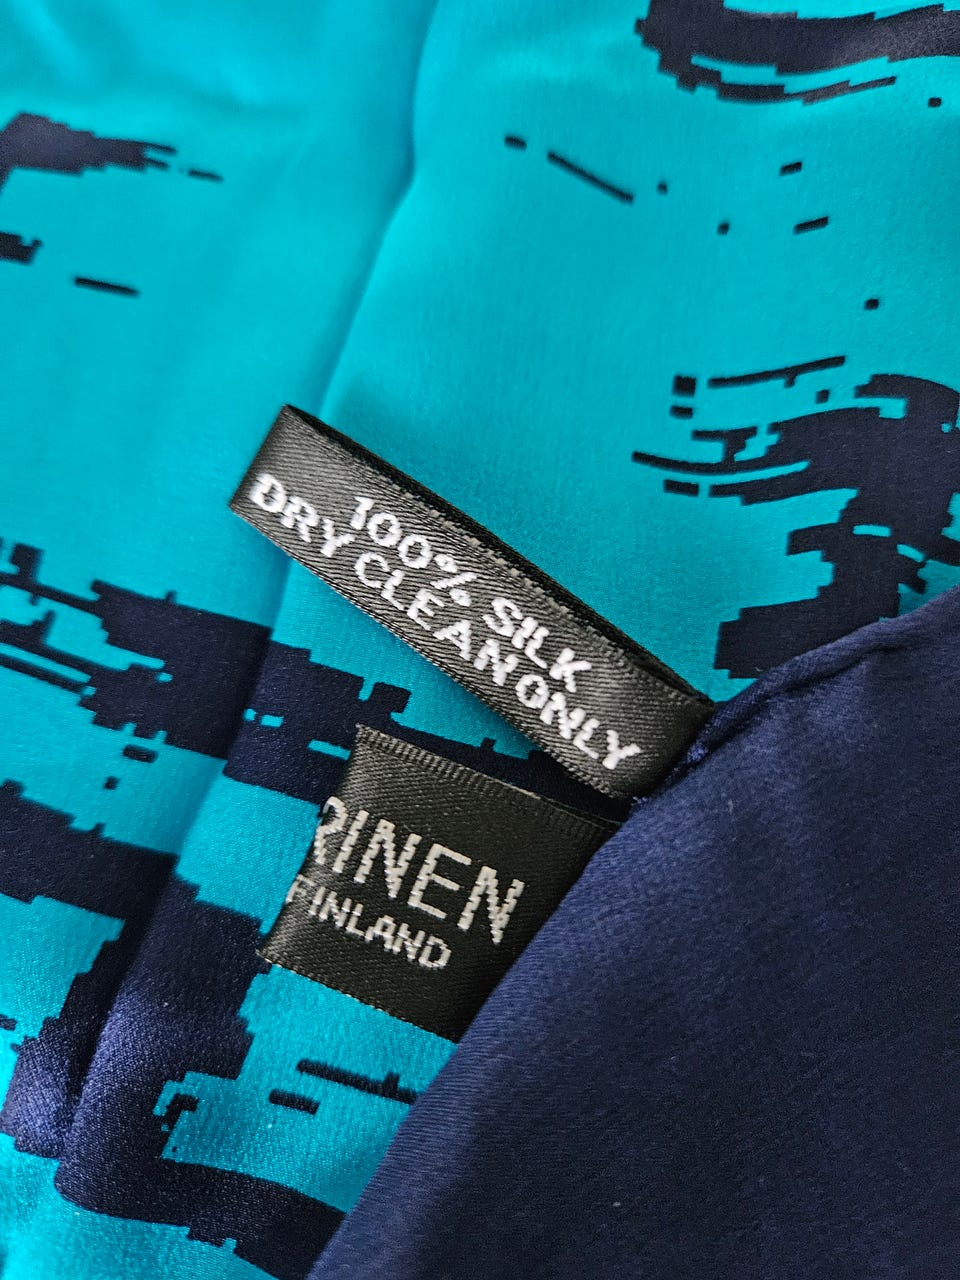 100% SILK
DRY CLEAN ONLY
RINEN
FINLAND